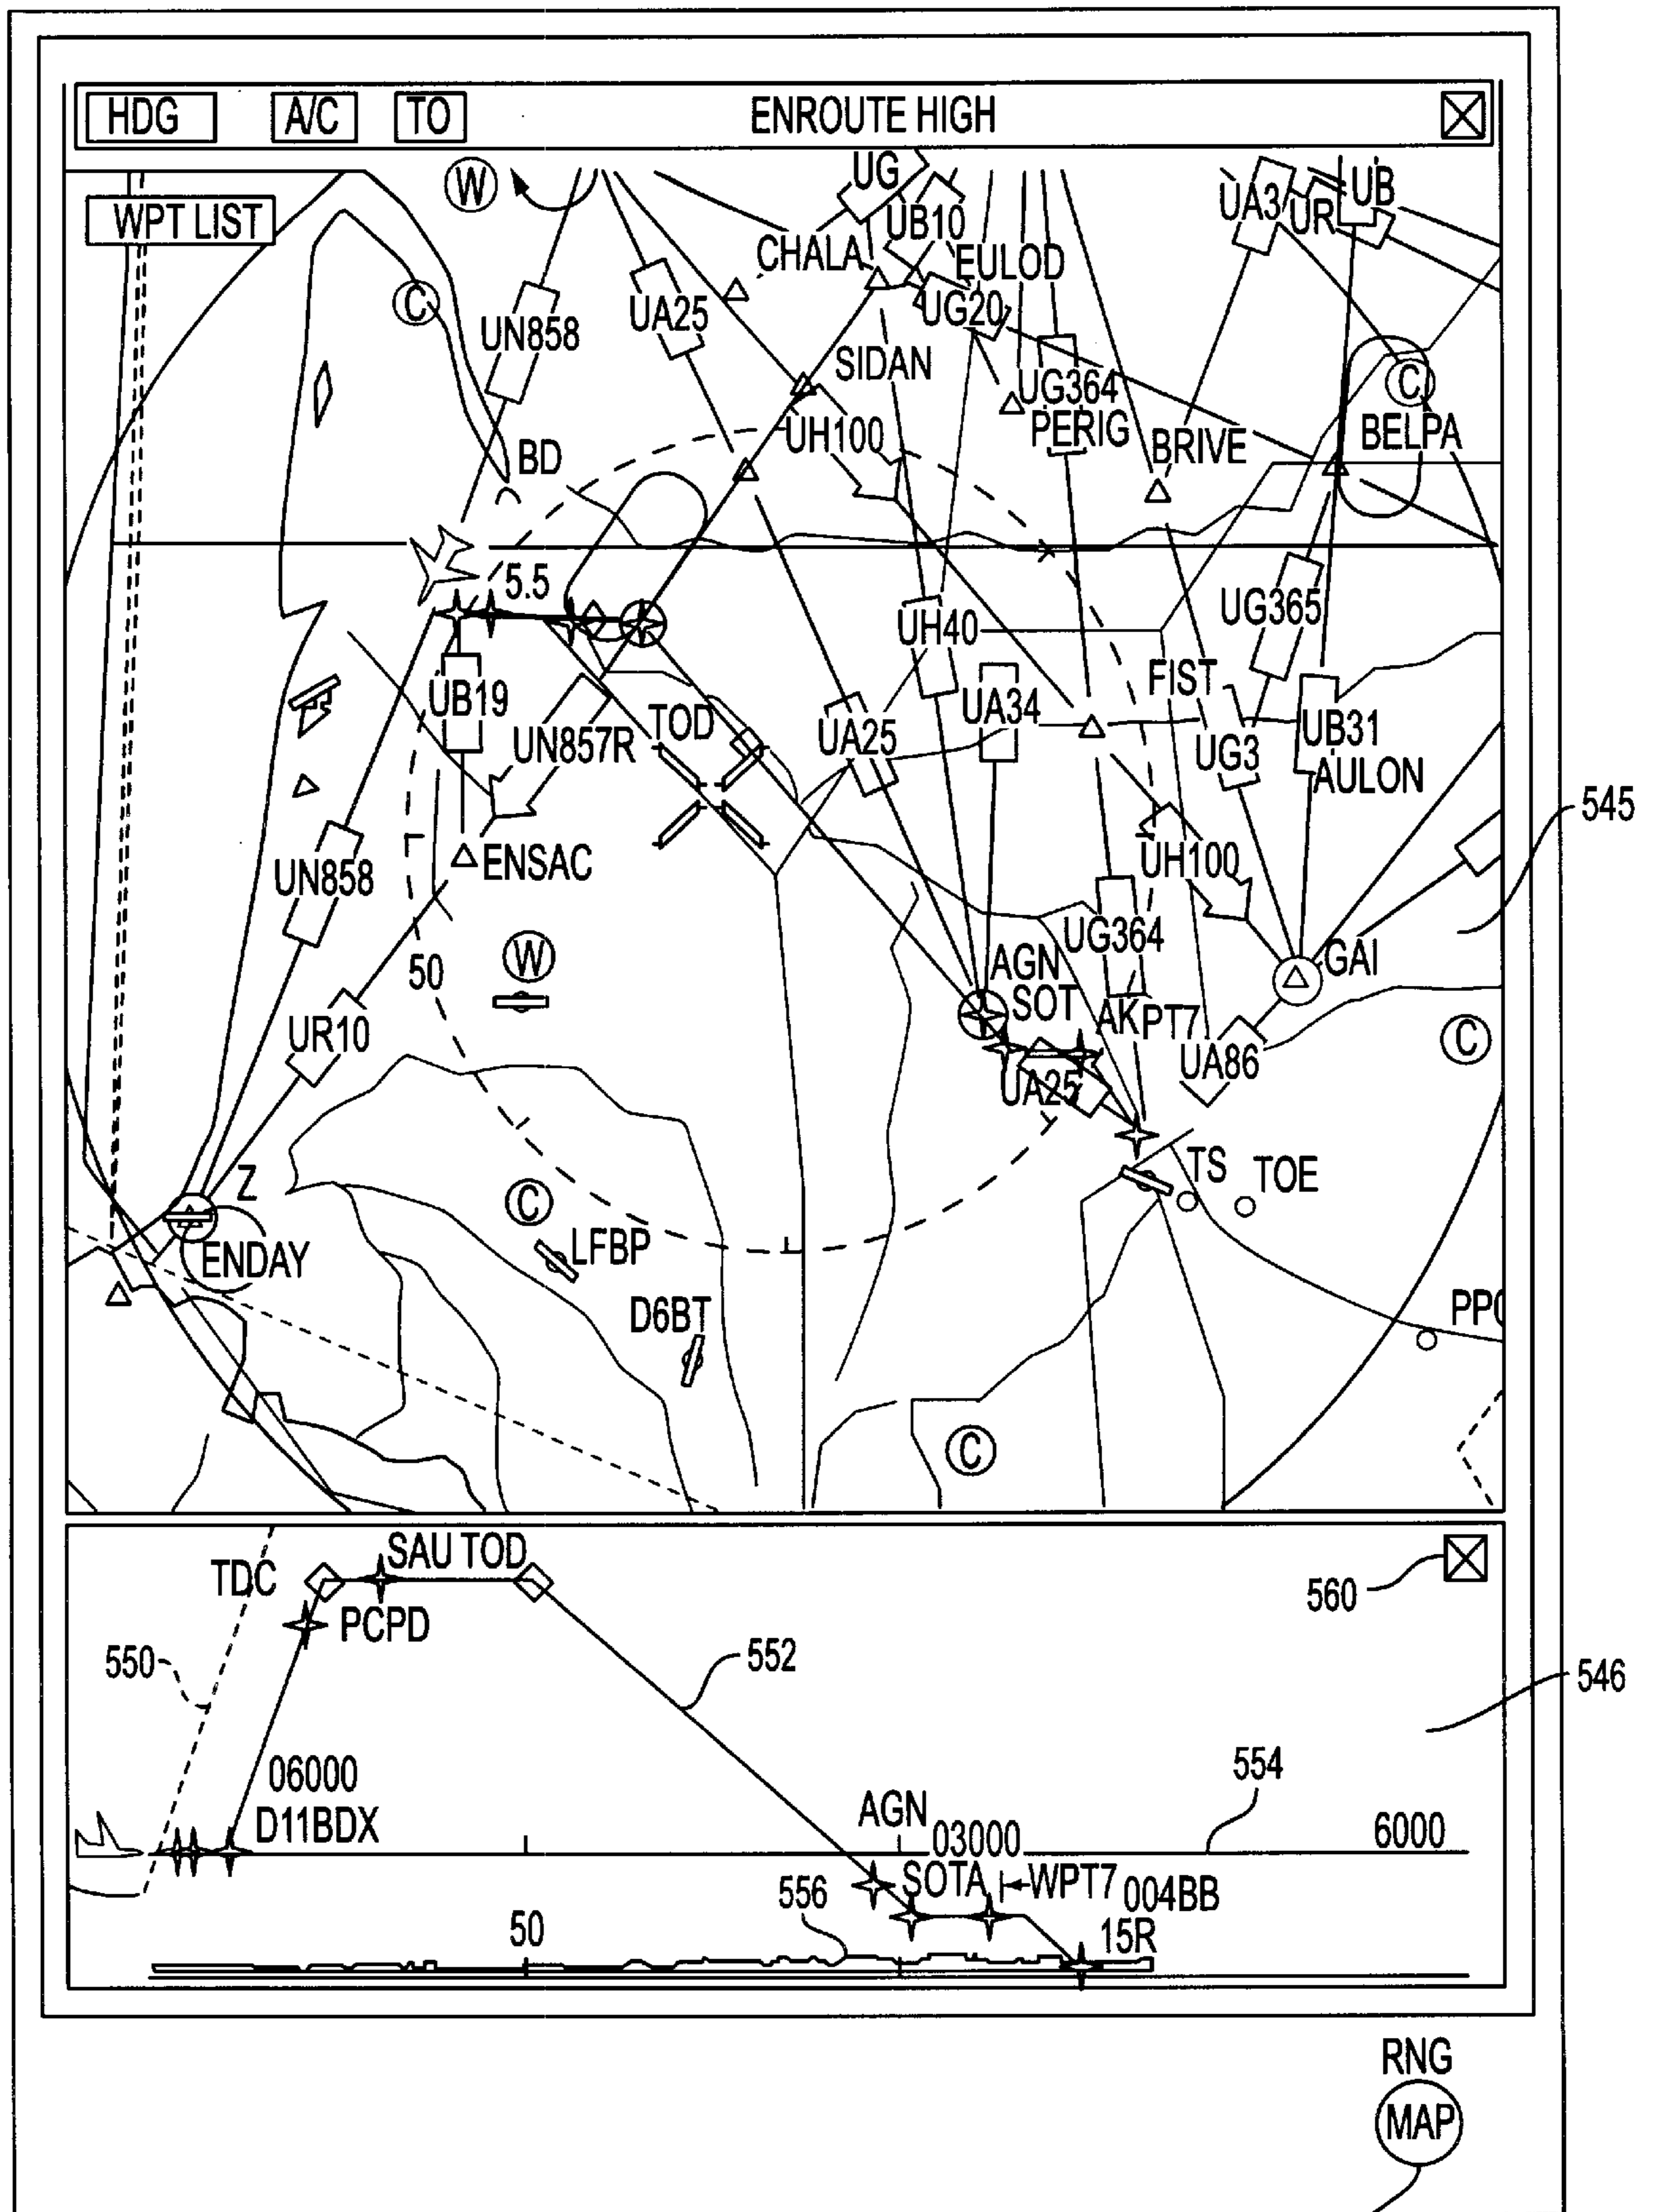 HDG A/C TO ENROUTE HIGH
WPT LIST
W
UG
UB10
UA3
UR
UB
CHALA
EULOD
C
UN858
UA25
UG20
SIDAN
UG364
C
UH100
PERIG
BRIVE
BELPA
BD
5.5
UG365
UH40
UB19
FIST
UA34
TOD
UN857R
UA25
UG3
UB31
AULON
545
UH100
ENSAC
UN858
UG364
W
AGN
GAI
50
SOT
AKPT7
UR10
C
UA86
UA25
Z
TS
TOE
C
ENDAY
LFBP
D6BT
PPO
C
SAU TOD
TDC
560
PCPD
550
552
546
554
06000
AGN
D11BDX
03000
6000
SOTA
WPT7
556
004BB
50
15R
RNG
MAP